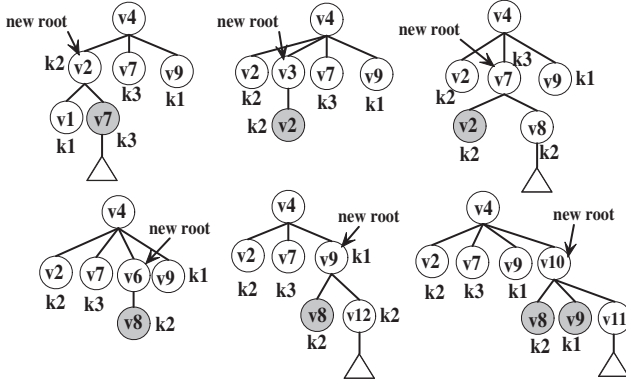 new root
v4
k2 v2 v7 v9
k3 k1
v1 v7
k1 k3
v4
new root
v2 v3 v7 v9
k2 k3 k1
k2 v2
v4
new root
k3
v2 v7 v9 k1
k2
v2 v8
k2 k2
v4
new root
v2 v7 v6 v9 k1
k2 k3
v8 k2
v4
new root
v2 v7 v9 k1
k2 k3
v8 v12 k2
k2
v4
new root
v2 v7 v9 v10
k2 k3 k1
v8 v9 v11
k2 k1